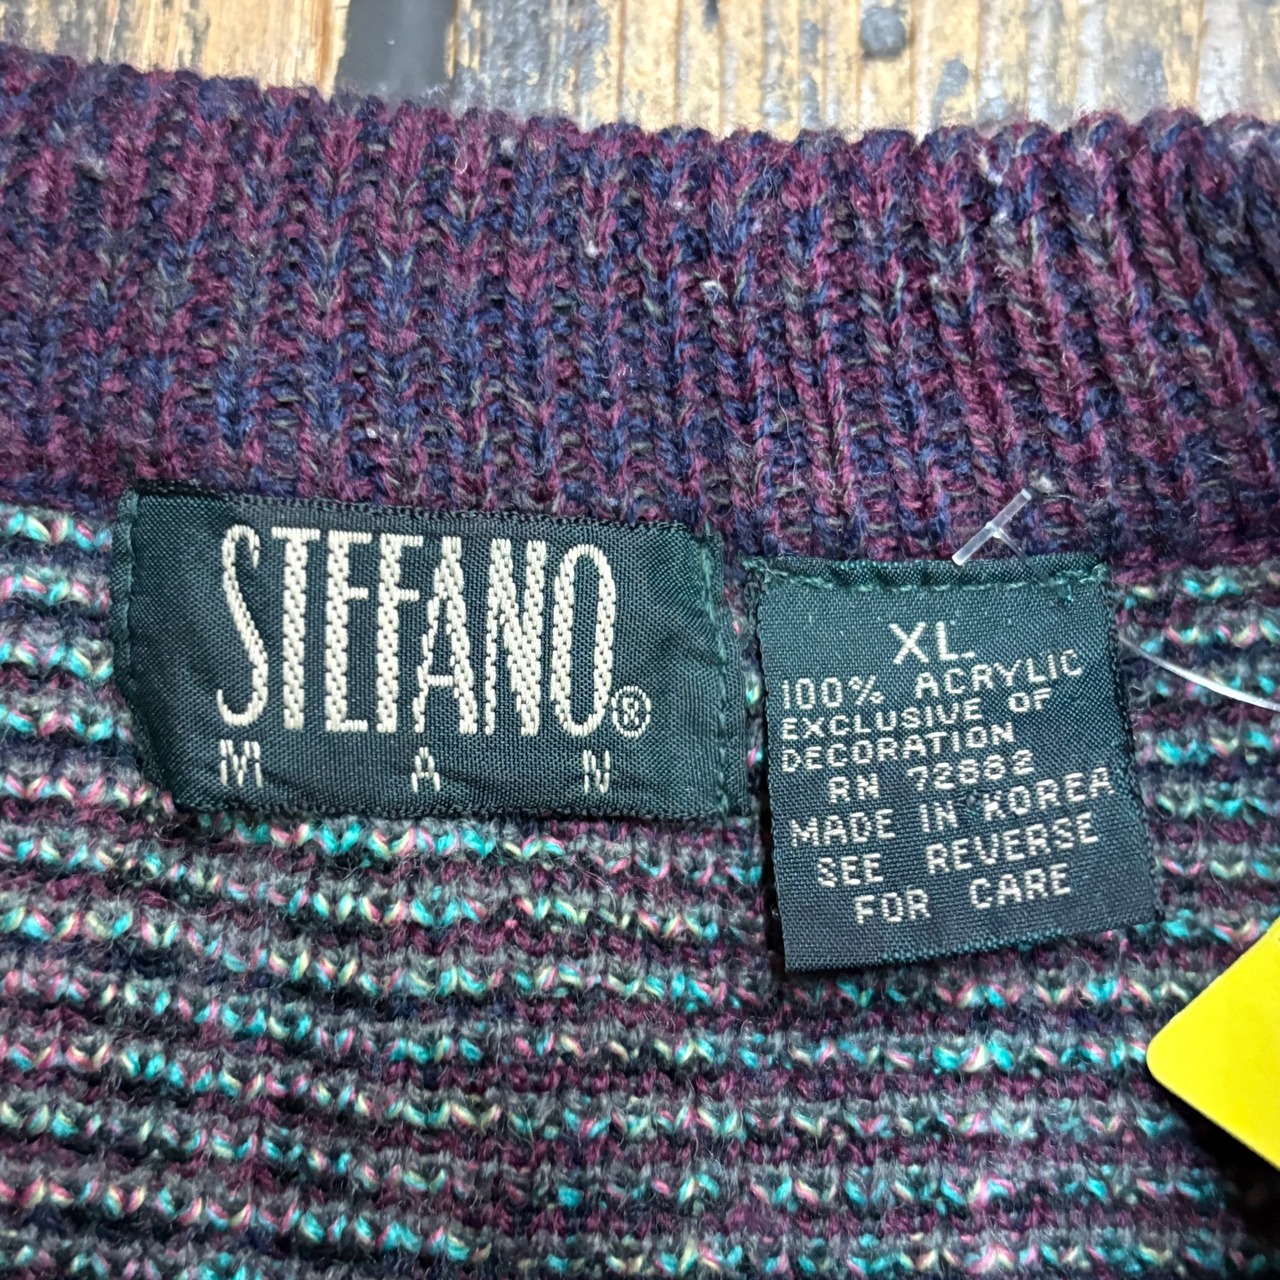 STEFANO®
MAN
XL
100% ACRYLIC
EXCLUSIVE OF
DECORATION
RN 72882
MADE IN KOREA
SEE REVERSE
FOR CARE